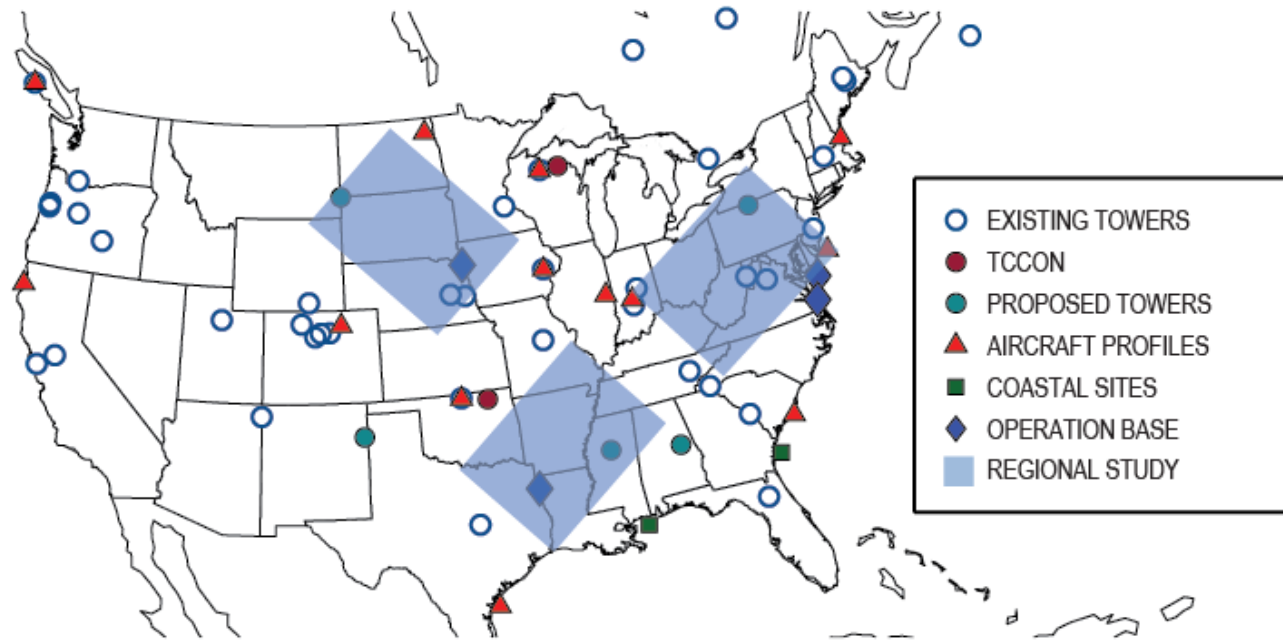 EXISTING TOWERS
TCCON
PROPOSED TOWERS
AIRCRAFT PROFILES
COASTAL SITES
OPERATION BASE
REGIONAL STUDY